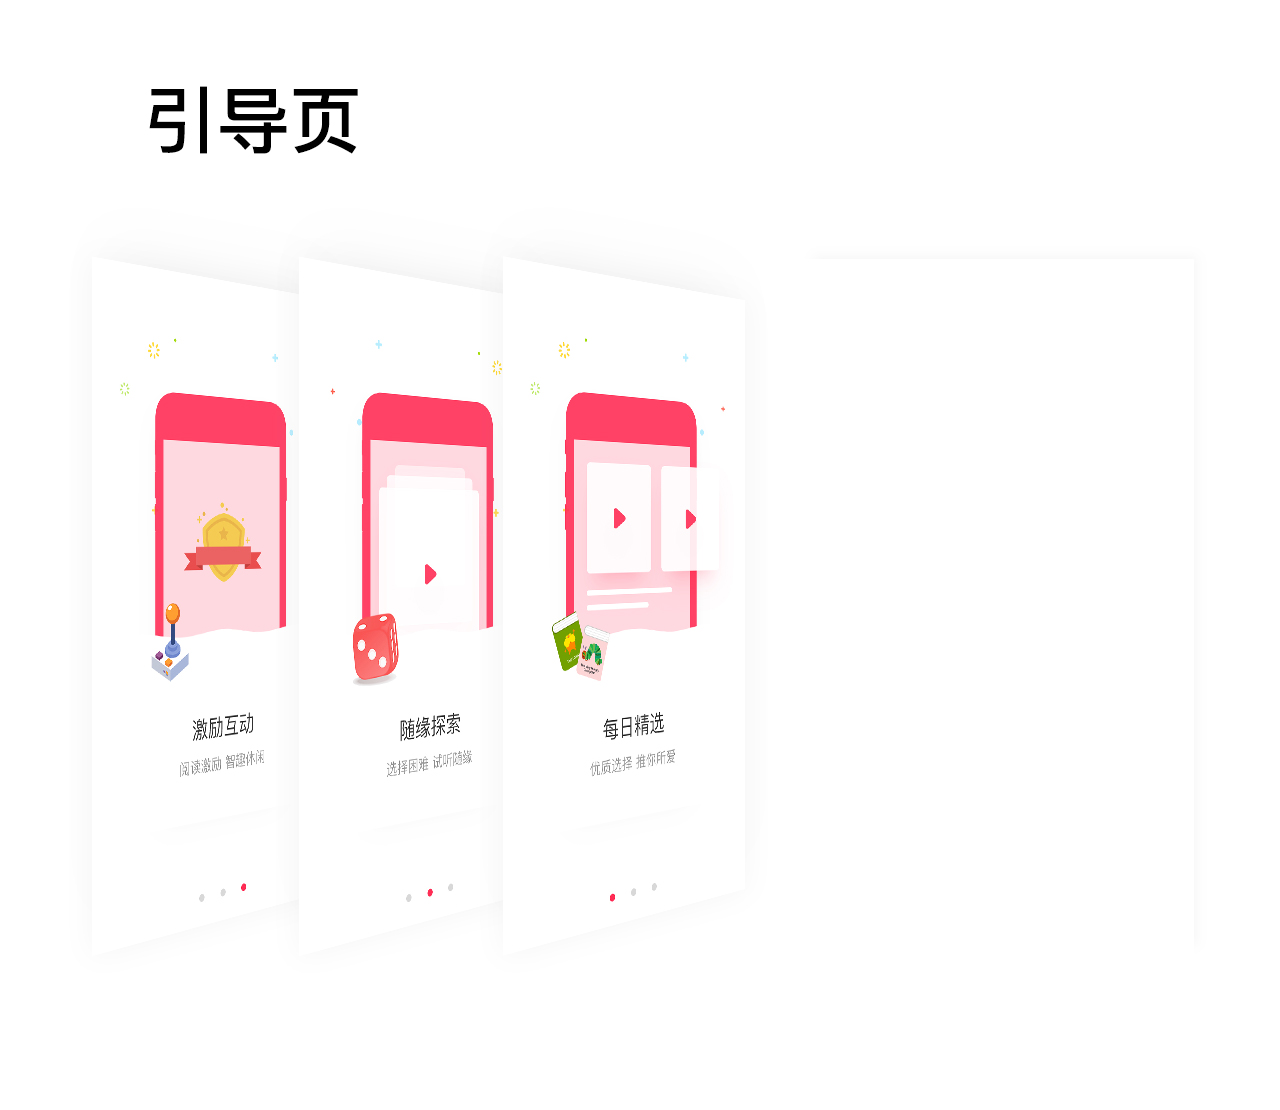 引导页
激励互动
阅读激励 智趣休闲
随缘探索
选择困难 试听随缘
每日精选
优质选择 推你所爱